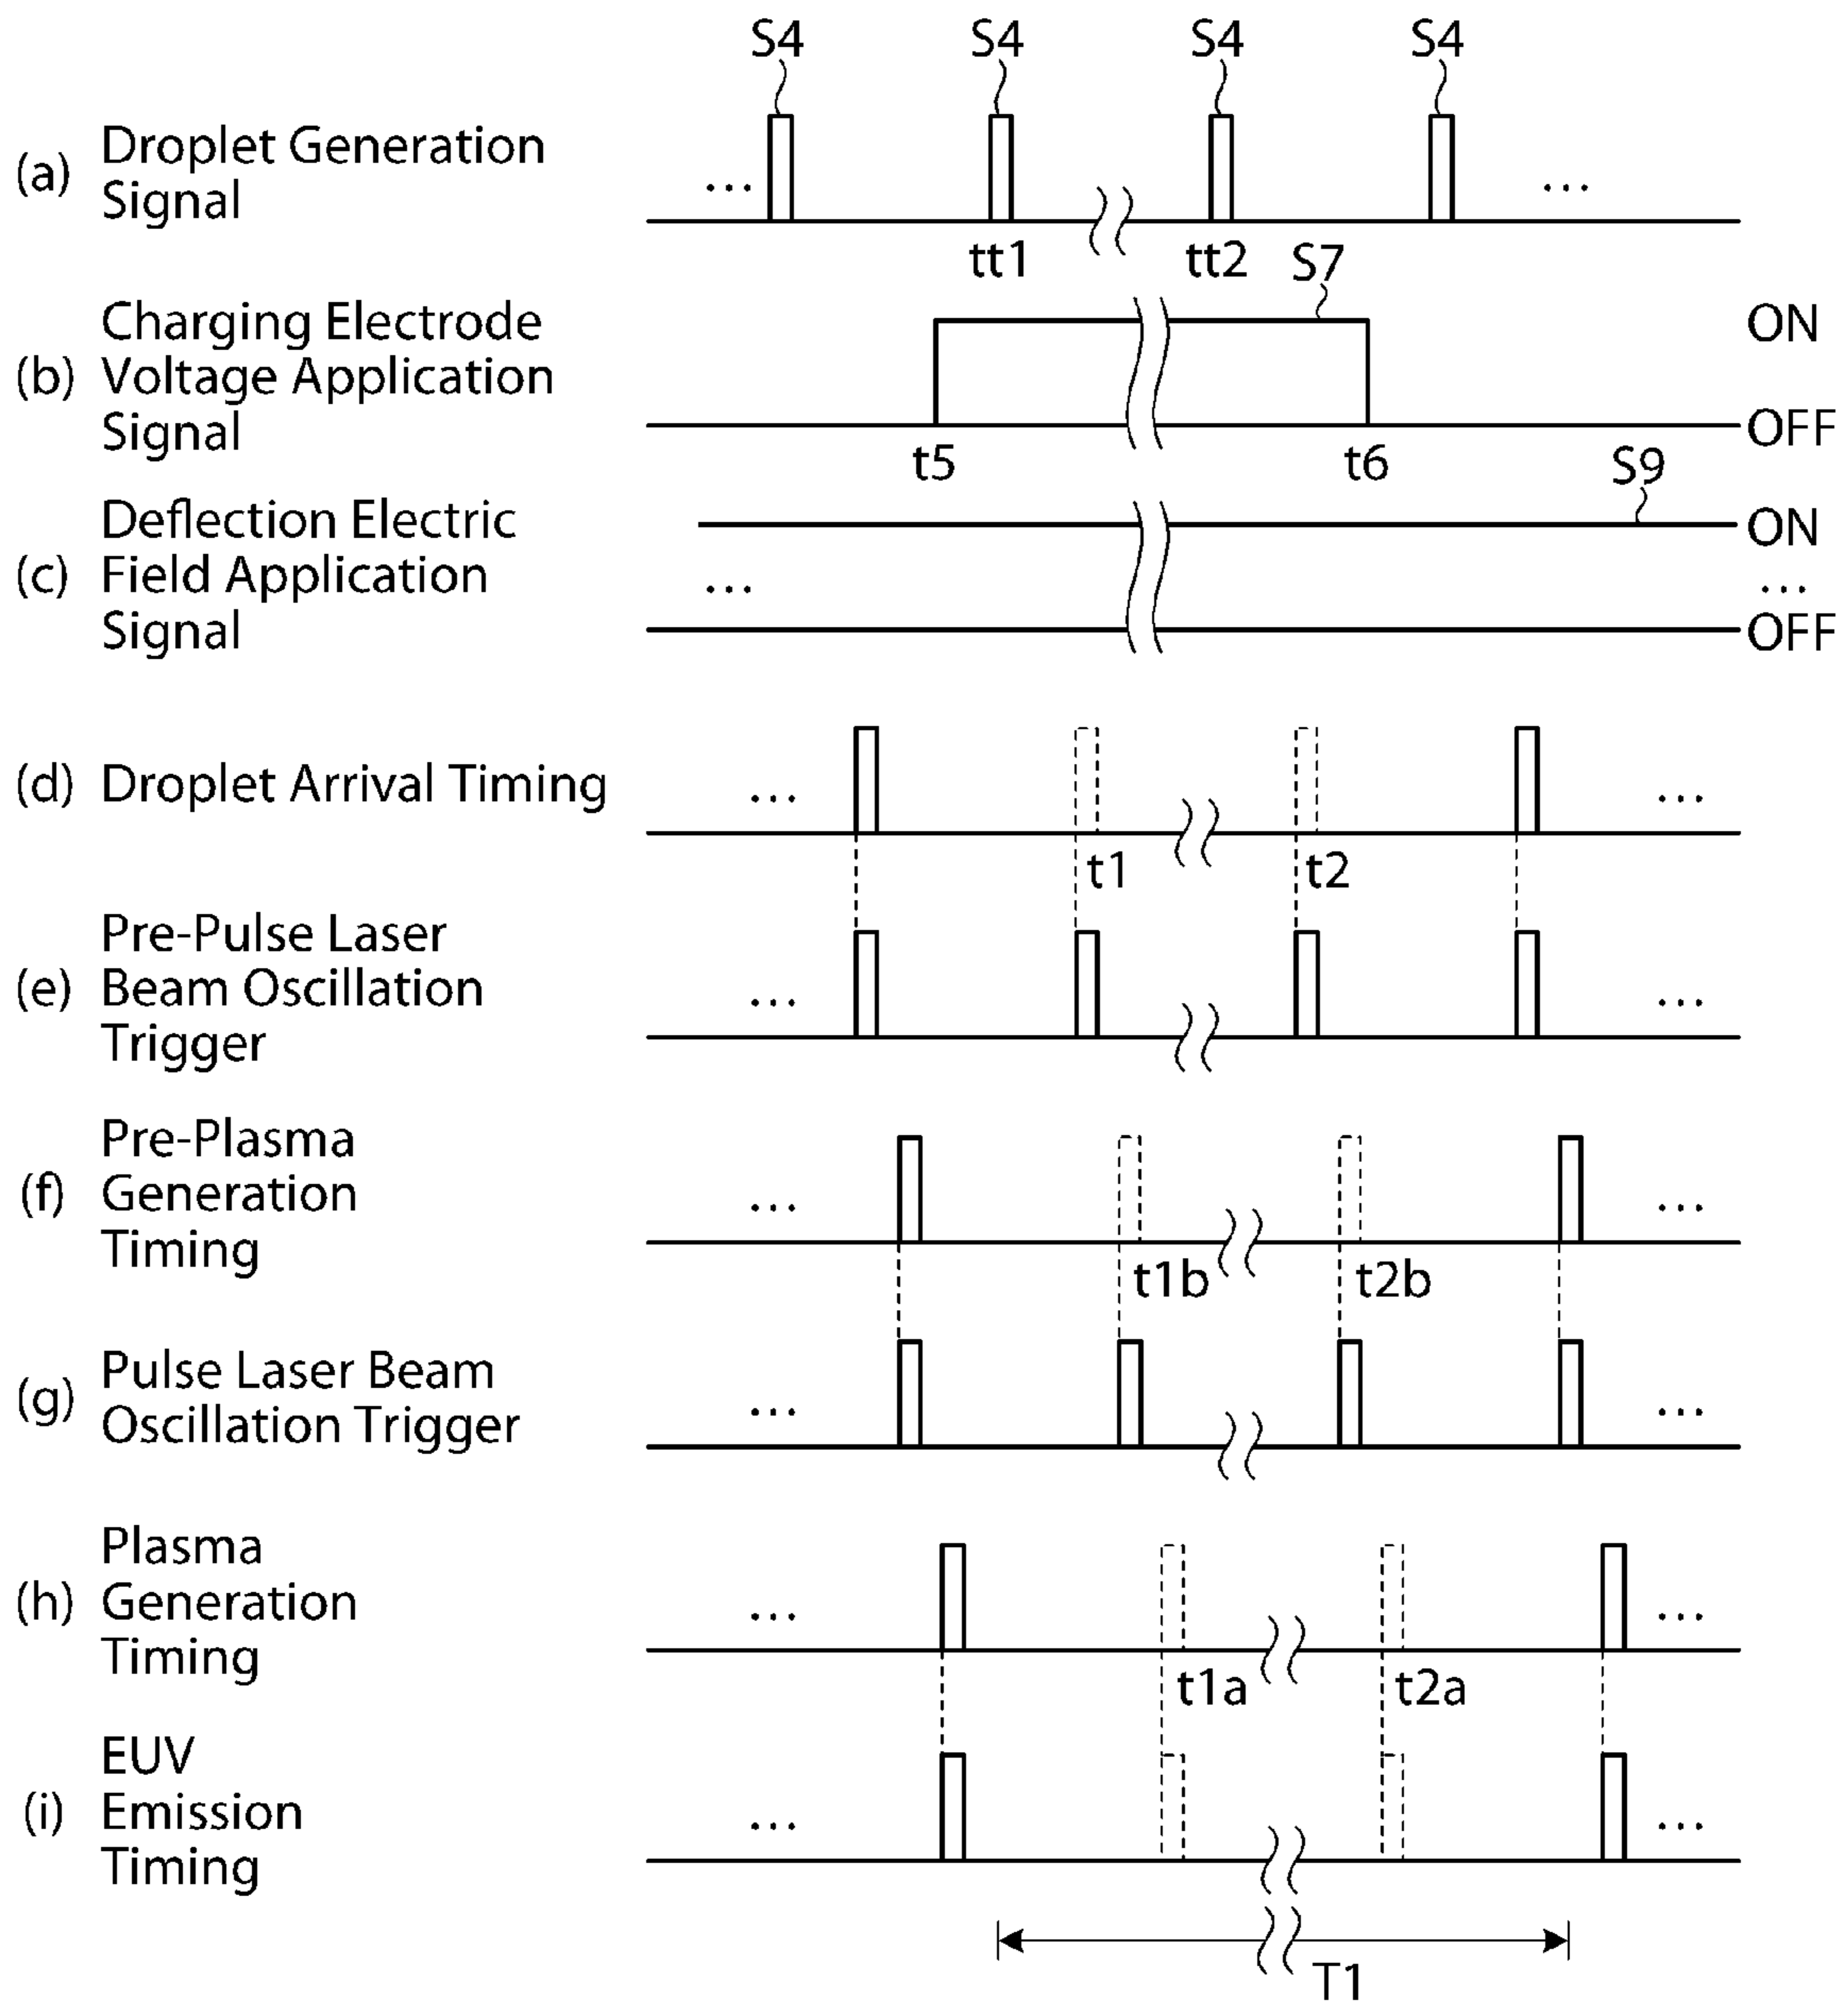 S4 S4 S4 S4
(a) Droplet Generation Signal
... ...
tt1 tt2
S7
(b) Charging Electrode Voltage Application Signal
ON
OFF
t5 t6
S9
(c) Deflection Electric Field Application Signal
ON
... ...
OFF
(d) Droplet Arrival Timing
... ...
t1 t2
(e) Pre-Pulse Laser Beam Oscillation Trigger
... ...
(f) Pre-Plasma Generation Timing
... ...
t1b t2b
(g) Pulse Laser Beam Oscillation Trigger
... ...
(h) Plasma Generation Timing
... ...
t1a t2a
(i) EUV Emission Timing
... ...
T1